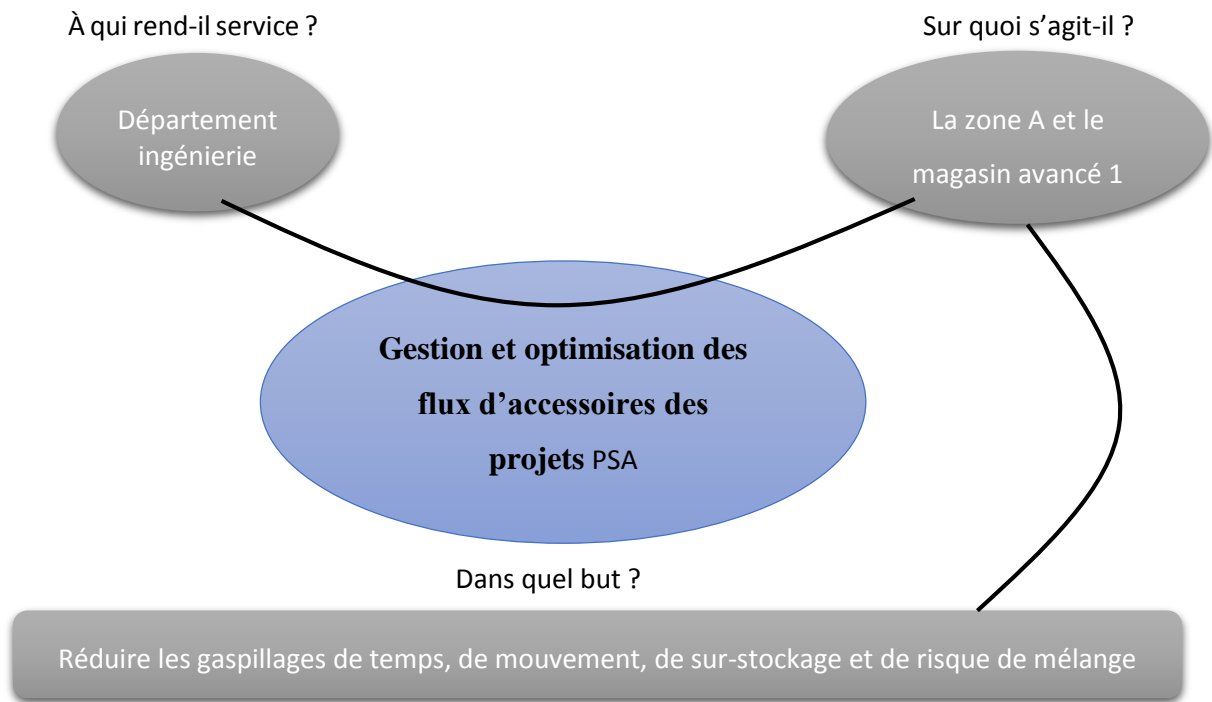 À qui rend-il service ?
Sur quoi s’agit-il ?
Département
ingénierie
La zone A et le
magasin avancé 1
Gestion et optimisation des
flux d’accessoires des
projets PSA
Dans quel but ?
Réduire les gaspillages de temps, de mouvement, de sur-stockage et de risque de mélange